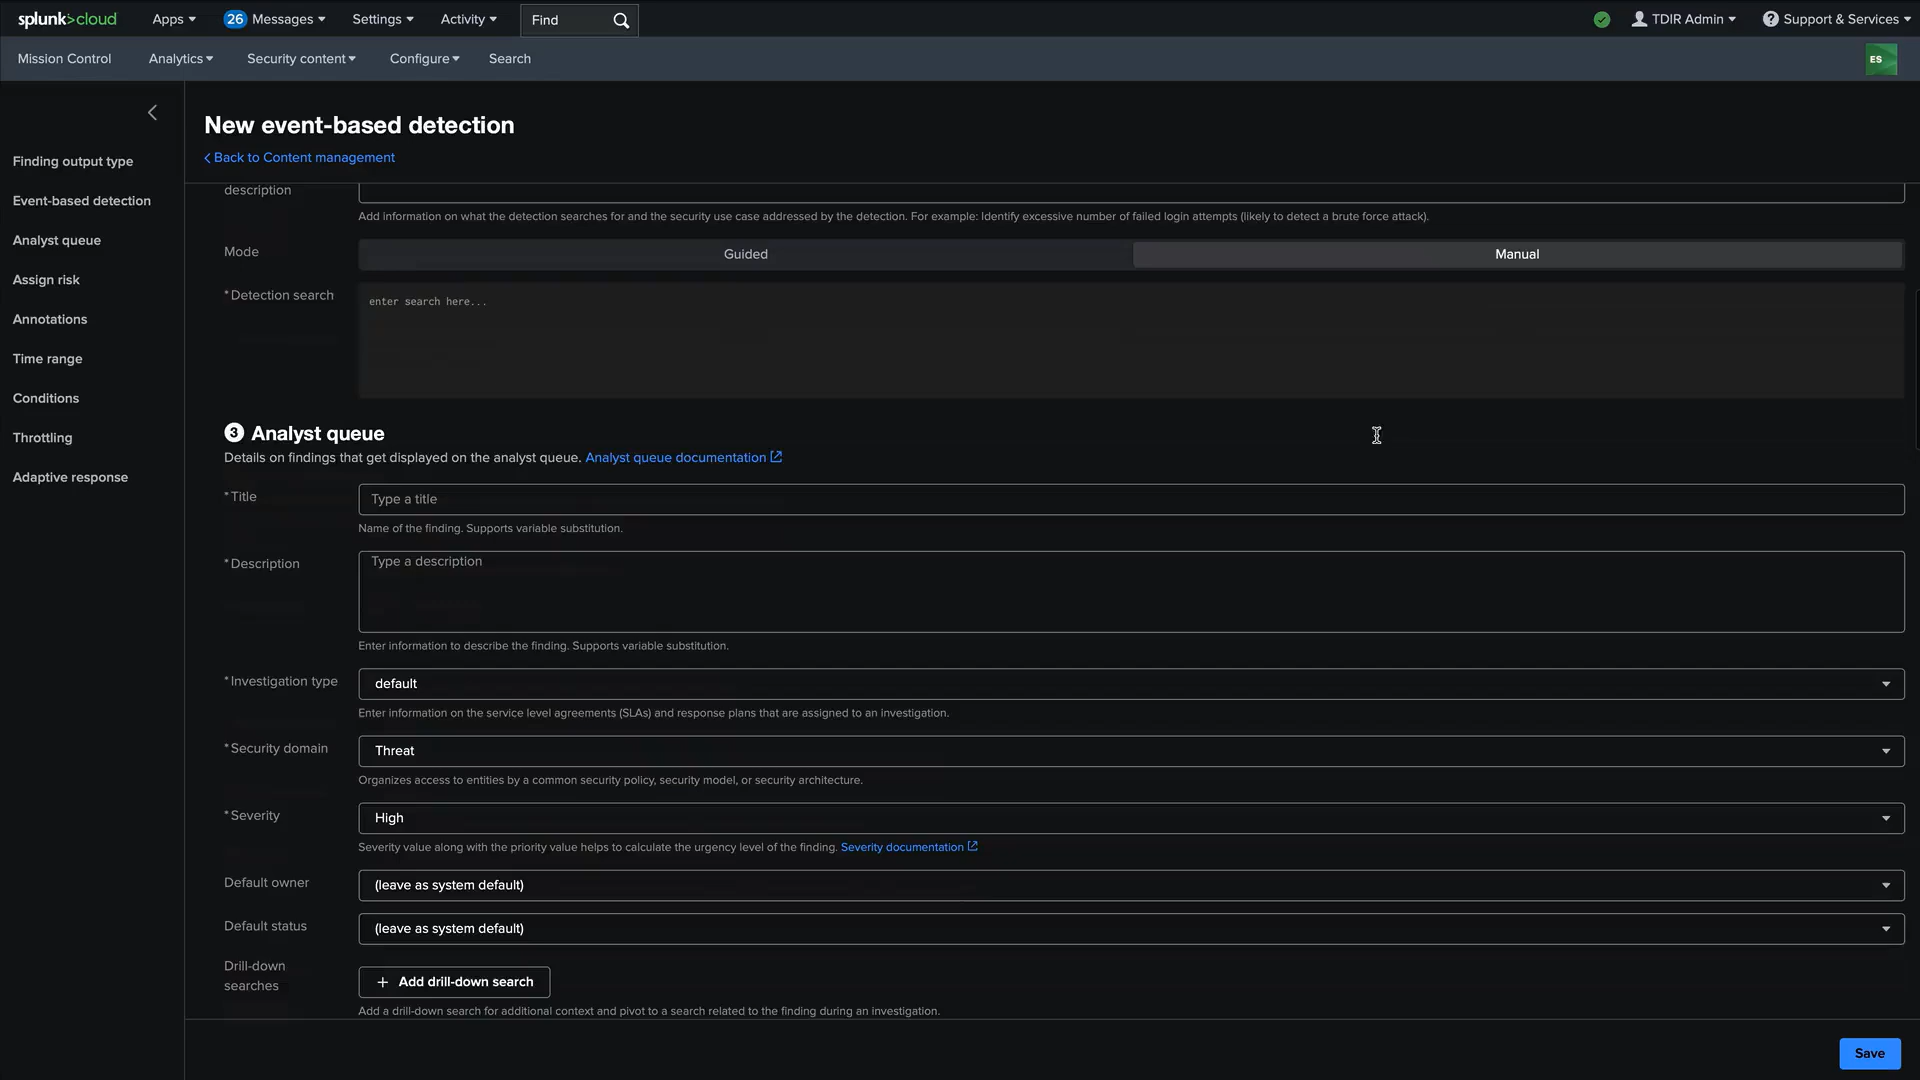 splunk>cloud Apps 26 Messages Settings Activity Find TDIR Admin ? Support & Services
Mission Control Analytics Security content Configure Search ES
Finding output type
Event-based detection
Analyst queue
Assign risk
Annotations
Time range
Conditions
Throttling
Adaptive response
New event-based detection
Back to Content management
description
Add information on what the detection searches for and the security use case addressed by the detection. For example: Identify excessive number of failed login attempts (likely to detect a brute force attack).
Mode Guided Manual
*Detection search enter search here...
3 Analyst queue
Details on findings that get displayed on the analyst queue. Analyst queue documentation
*Title Type a title
Name of the finding. Supports variable substitution.
*Description Type a description
Enter information to describe the finding. Supports variable substitution.
*Investigation type default
Enter information on the service level agreements (SLAs) and response plans that are assigned to an investigation.
*Security domain Threat
Organizes access to entities by a common security policy, security model, or security architecture.
*Severity High
Severity value along with the priority value helps to calculate the urgency level of the finding. Severity documentation
Default owner (leave as system default)
Default status (leave as system default)
Drill-down
searches
+ Add drill-down search
Add a drill-down search for additional context and pivot to a search related to the finding during an investigation.
Save